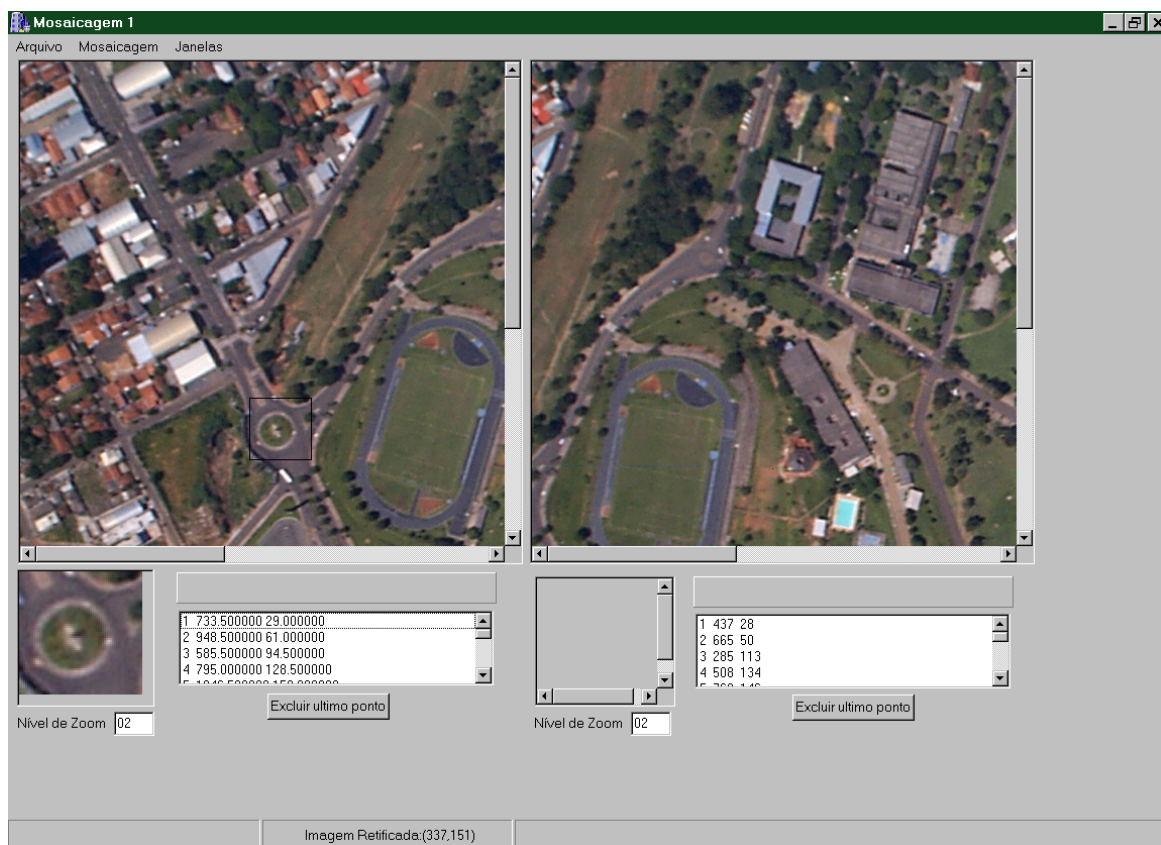 Mosaicagem 1
Arquivo Mosaicagem Janelas
1 733.500000 29.000000
2 948.500000 61.000000
3 585.500000 94.500000
4 795.000000 128.500000
1 437 28
2 665 50
3 285 113
4 508 134
Excluir ultimo ponto
Excluir ultimo ponto
Nível de Zoom 02
Nível de Zoom 02
Imagem Retificada:(337,151)